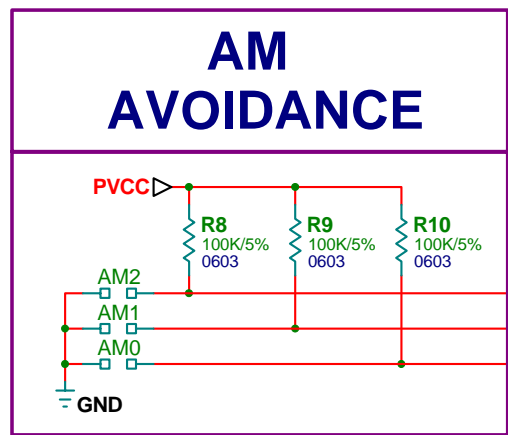 AM
AVOIDANCE
PVCC
R8
100K/5%
0603
R9
100K/5%
0603
R10
100K/5%
0603
AM2
AM1
AM0
GND